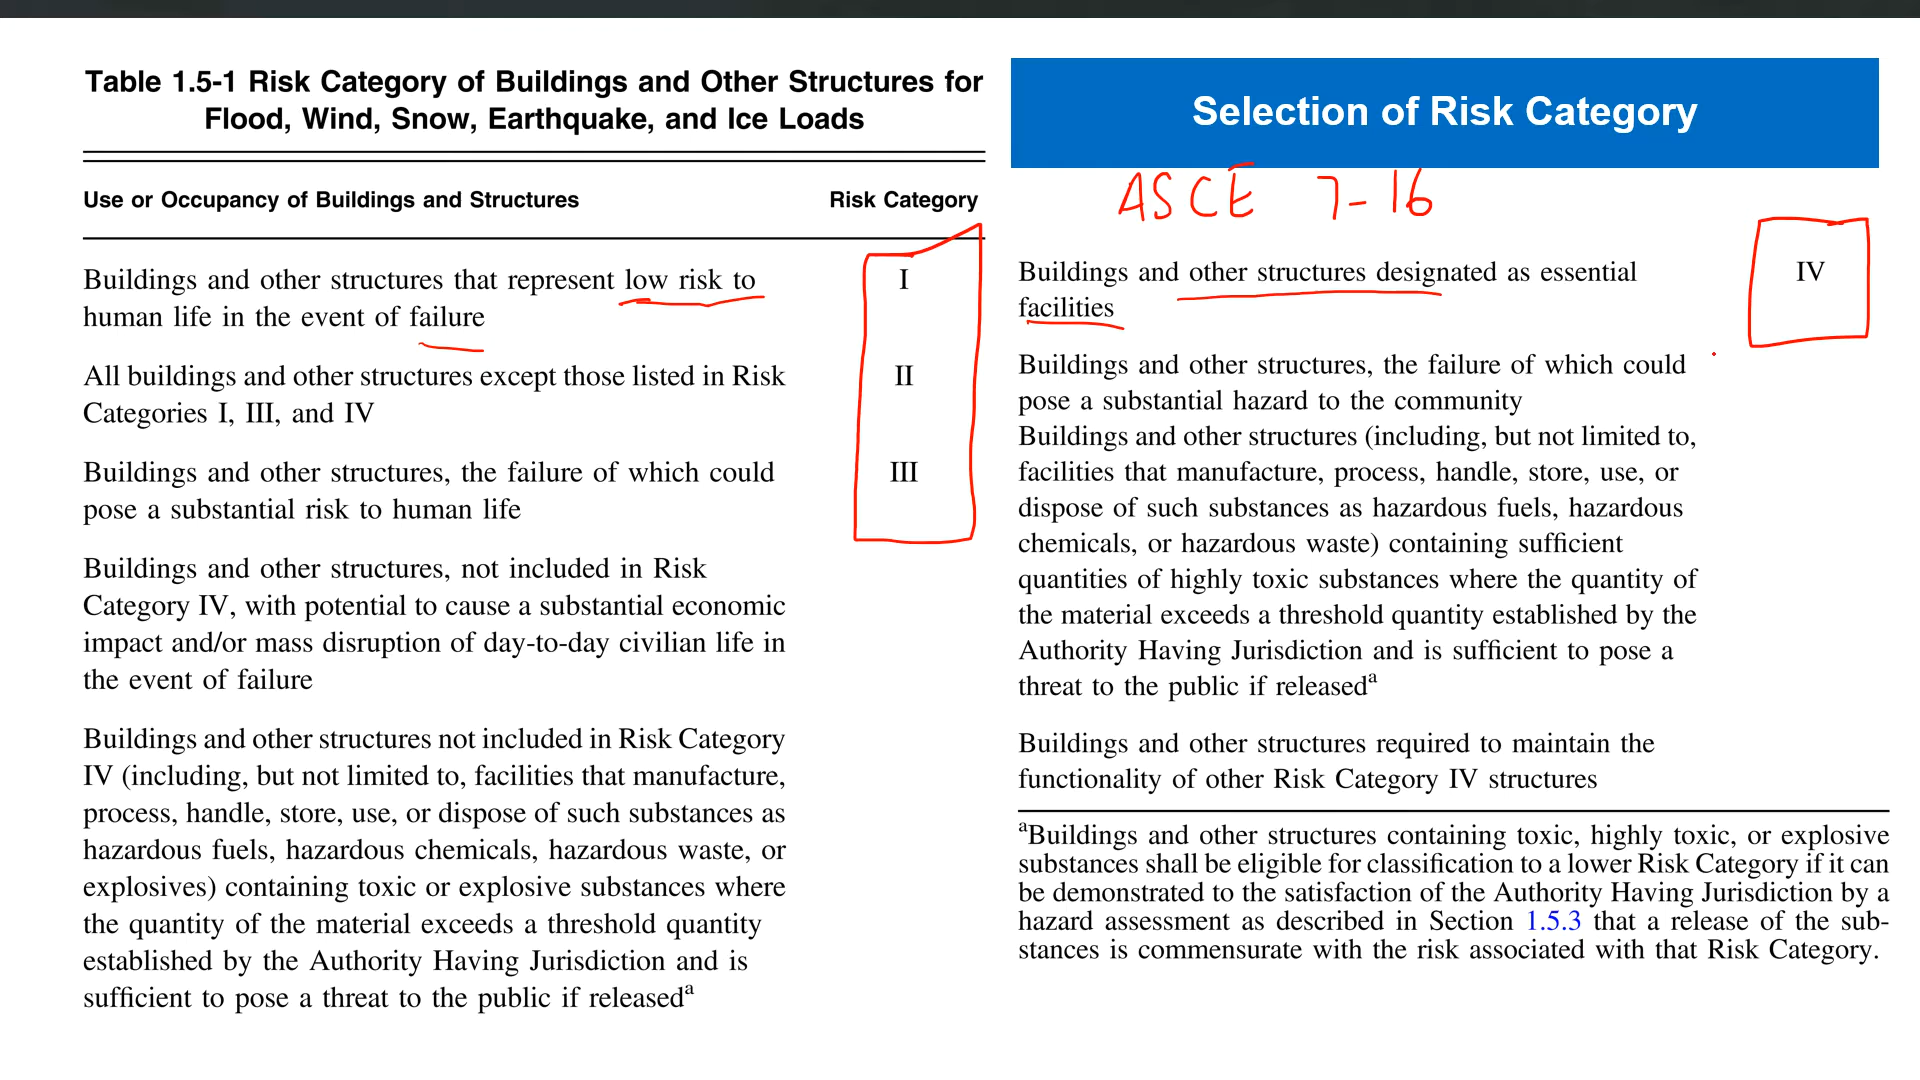 Table 1.5-1 Risk Category of Buildings and Other Structures for
Flood, Wind, Snow, Earthquake, and Ice Loads
Use or Occupancy of Buildings and Structures Risk Category
Buildings and other structures that represent low risk to I
human life in the event of failure
All buildings and other structures except those listed in Risk II
Categories I, III, and IV
Buildings and other structures, the failure of which could III
pose a substantial risk to human life
Buildings and other structures, not included in Risk
Category IV, with potential to cause a substantial economic
impact and/or mass disruption of day-to-day civilian life in
the event of failure
Buildings and other structures not included in Risk Category
IV (including, but not limited to, facilities that manufacture,
process, handle, store, use, or dispose of such substances as
hazardous fuels, hazardous chemicals, hazardous waste, or
explosives) containing toxic or explosive substances where
the quantity of the material exceeds a threshold quantity
established by the Authority Having Jurisdiction and is
sufficient to pose a threat to the public if released^a
Selection of Risk Category
ASCE 7-16
Buildings and other structures designated as essential IV
facilities
Buildings and other structures, the failure of which could
pose a substantial hazard to the community
Buildings and other structures (including, but not limited to,
facilities that manufacture, process, handle, store, use, or
dispose of such substances as hazardous fuels, hazardous
chemicals, or hazardous waste) containing sufficient
quantities of highly toxic substances where the quantity of
the material exceeds a threshold quantity established by the
Authority Having Jurisdiction and is sufficient to pose a
threat to the public if released^a
Buildings and other structures required to maintain the
functionality of other Risk Category IV structures
^aBuildings and other structures containing toxic, highly toxic, or explosive
substances shall be eligible for classification to a lower Risk Category if it can
be demonstrated to the satisfaction of the Authority Having Jurisdiction by a
hazard assessment as described in Section 1.5.3 that a release of the sub-
stances is commensurate with the risk associated with that Risk Category.